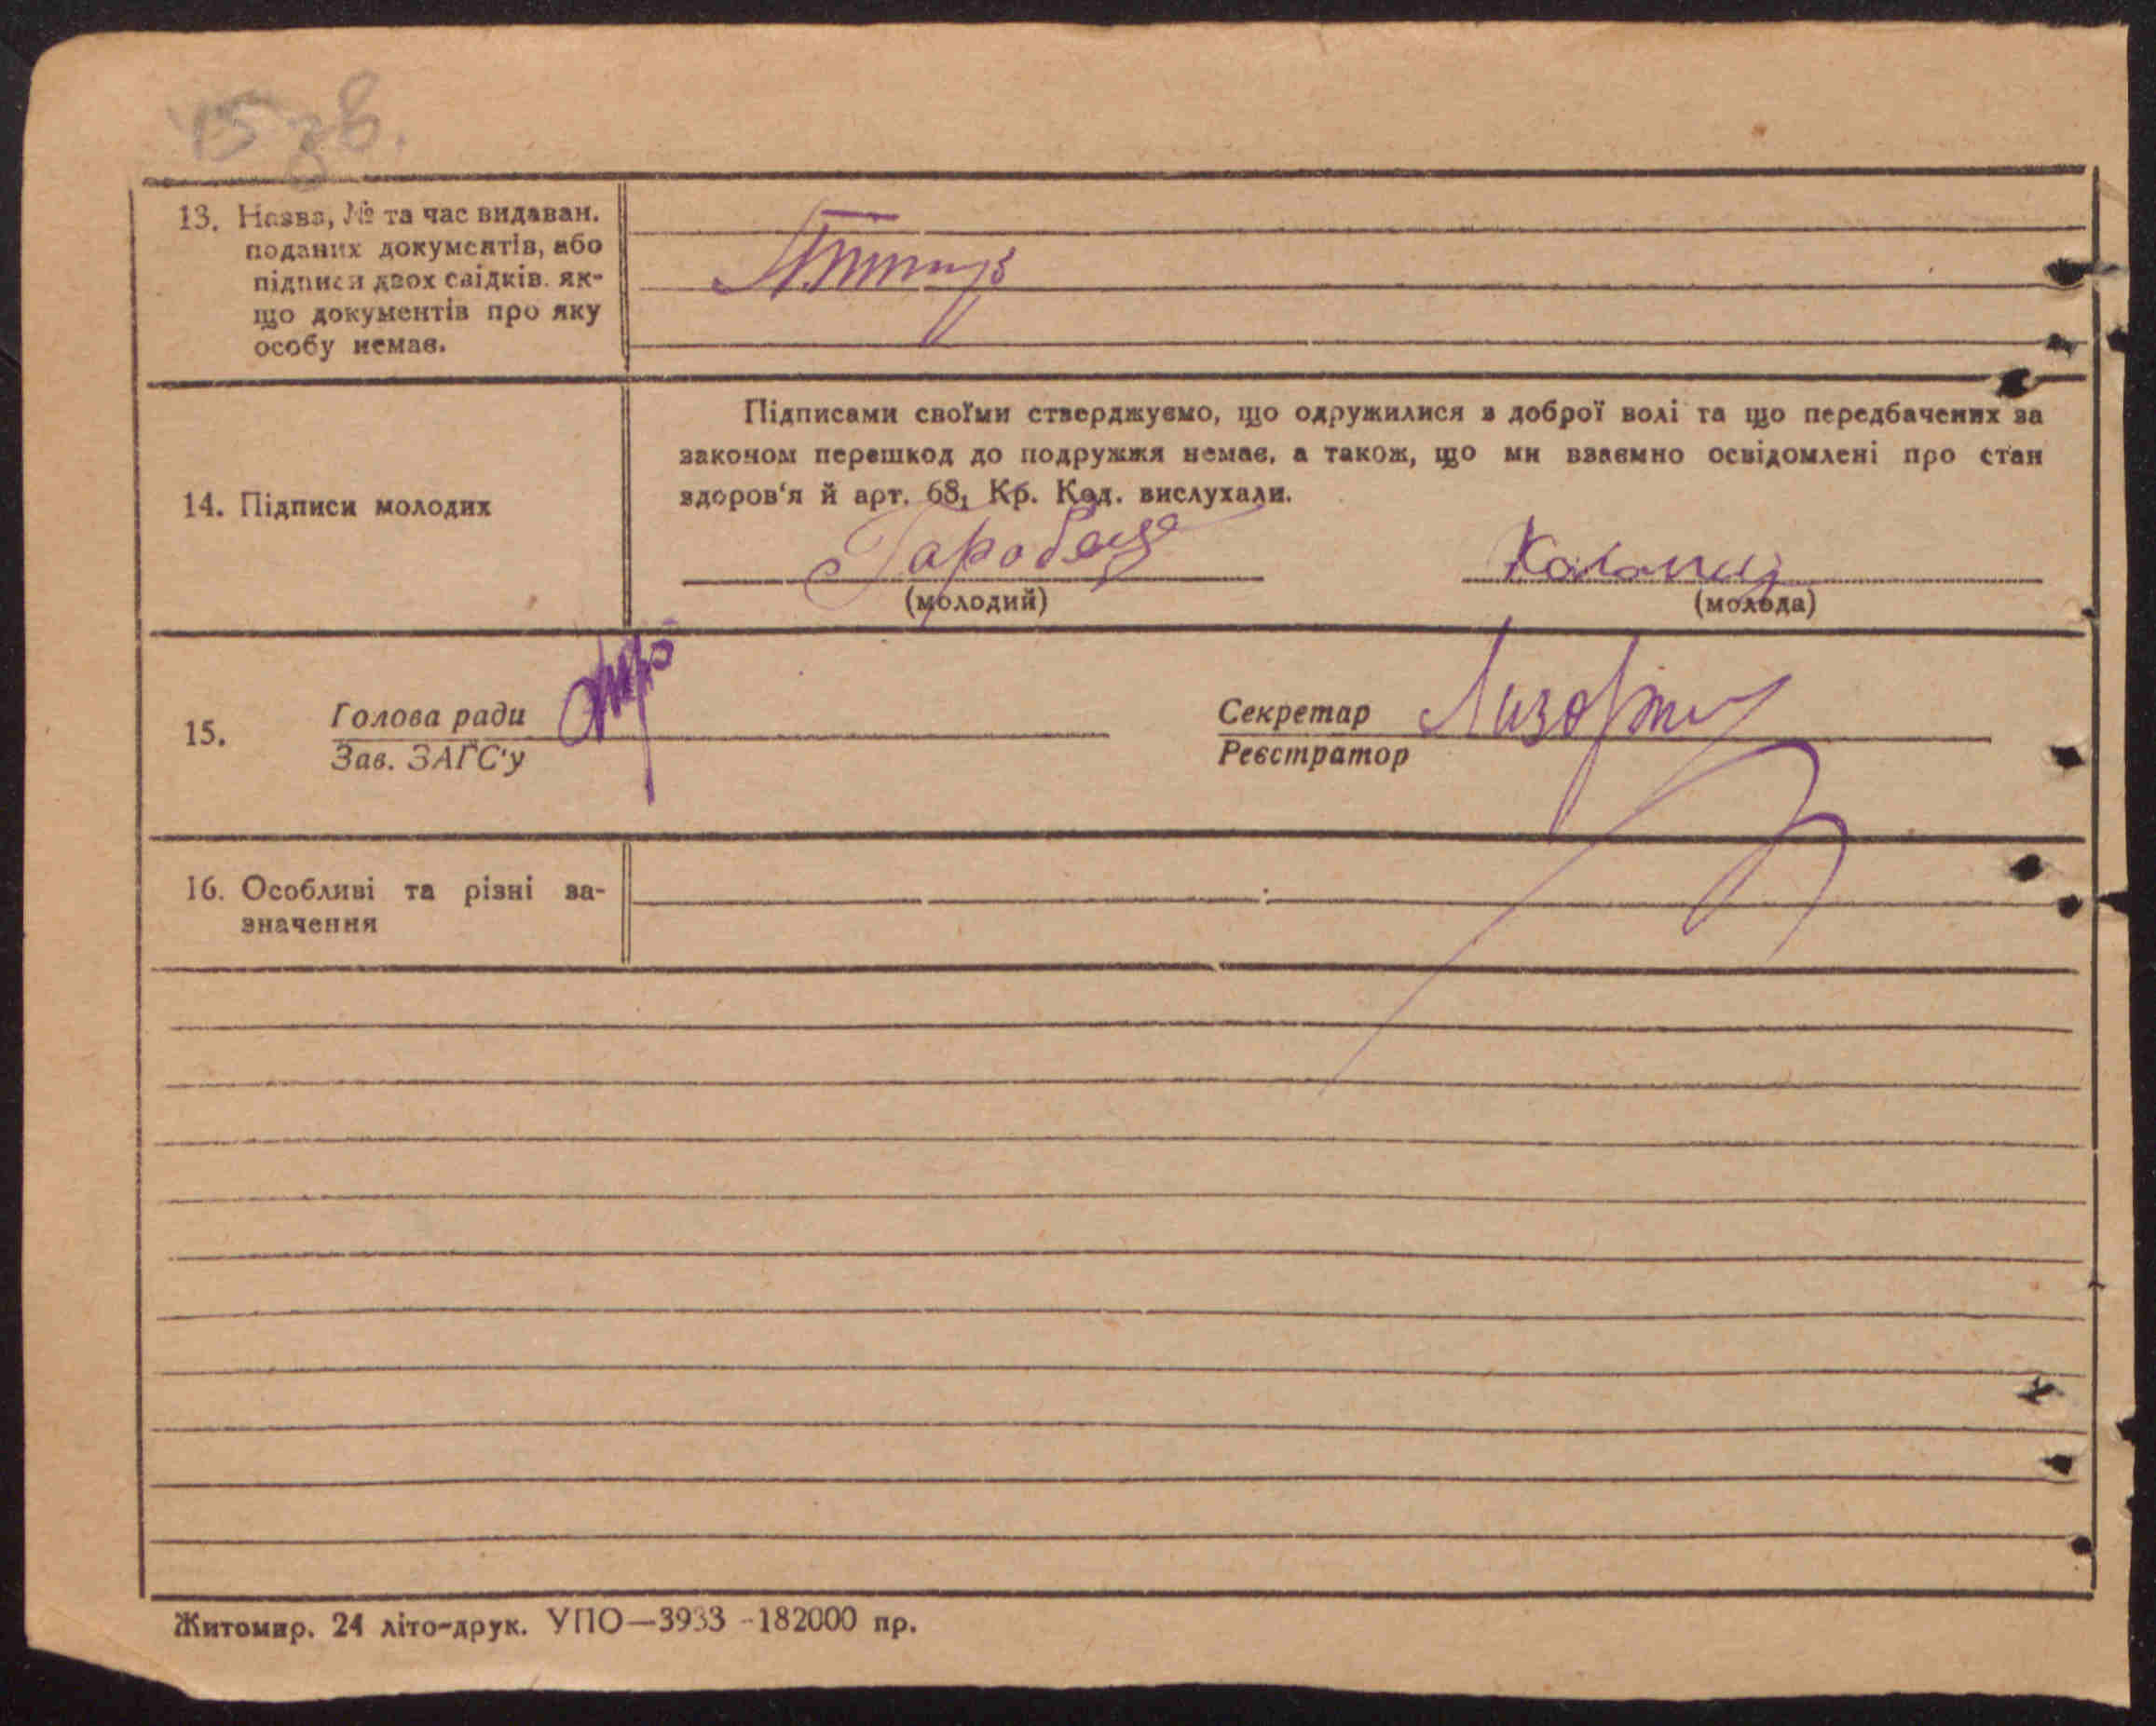 15 зв.
13. Назва, № та час видаван.
поданих документів, або
підписи двох свідків, як-
що документів про яку
особу немає.
Підписами своїми стверджуємо, що одружилися з доброї волі та що передбачених за
законом перешкод до подружжя немає, а також, що ми взаємно освідомлені про стан
здоров'я й арт. 68₁ Кр. Код. вислухали.
14. Підписи молодих
(молодий) (молода)
15. Голова ради Секретар
Зав. ЗАГС'у Реєстратор
16. Особливі та різні за-
значення
Житомир. 24 літо-друк. УПО—3933 -182000 пр.